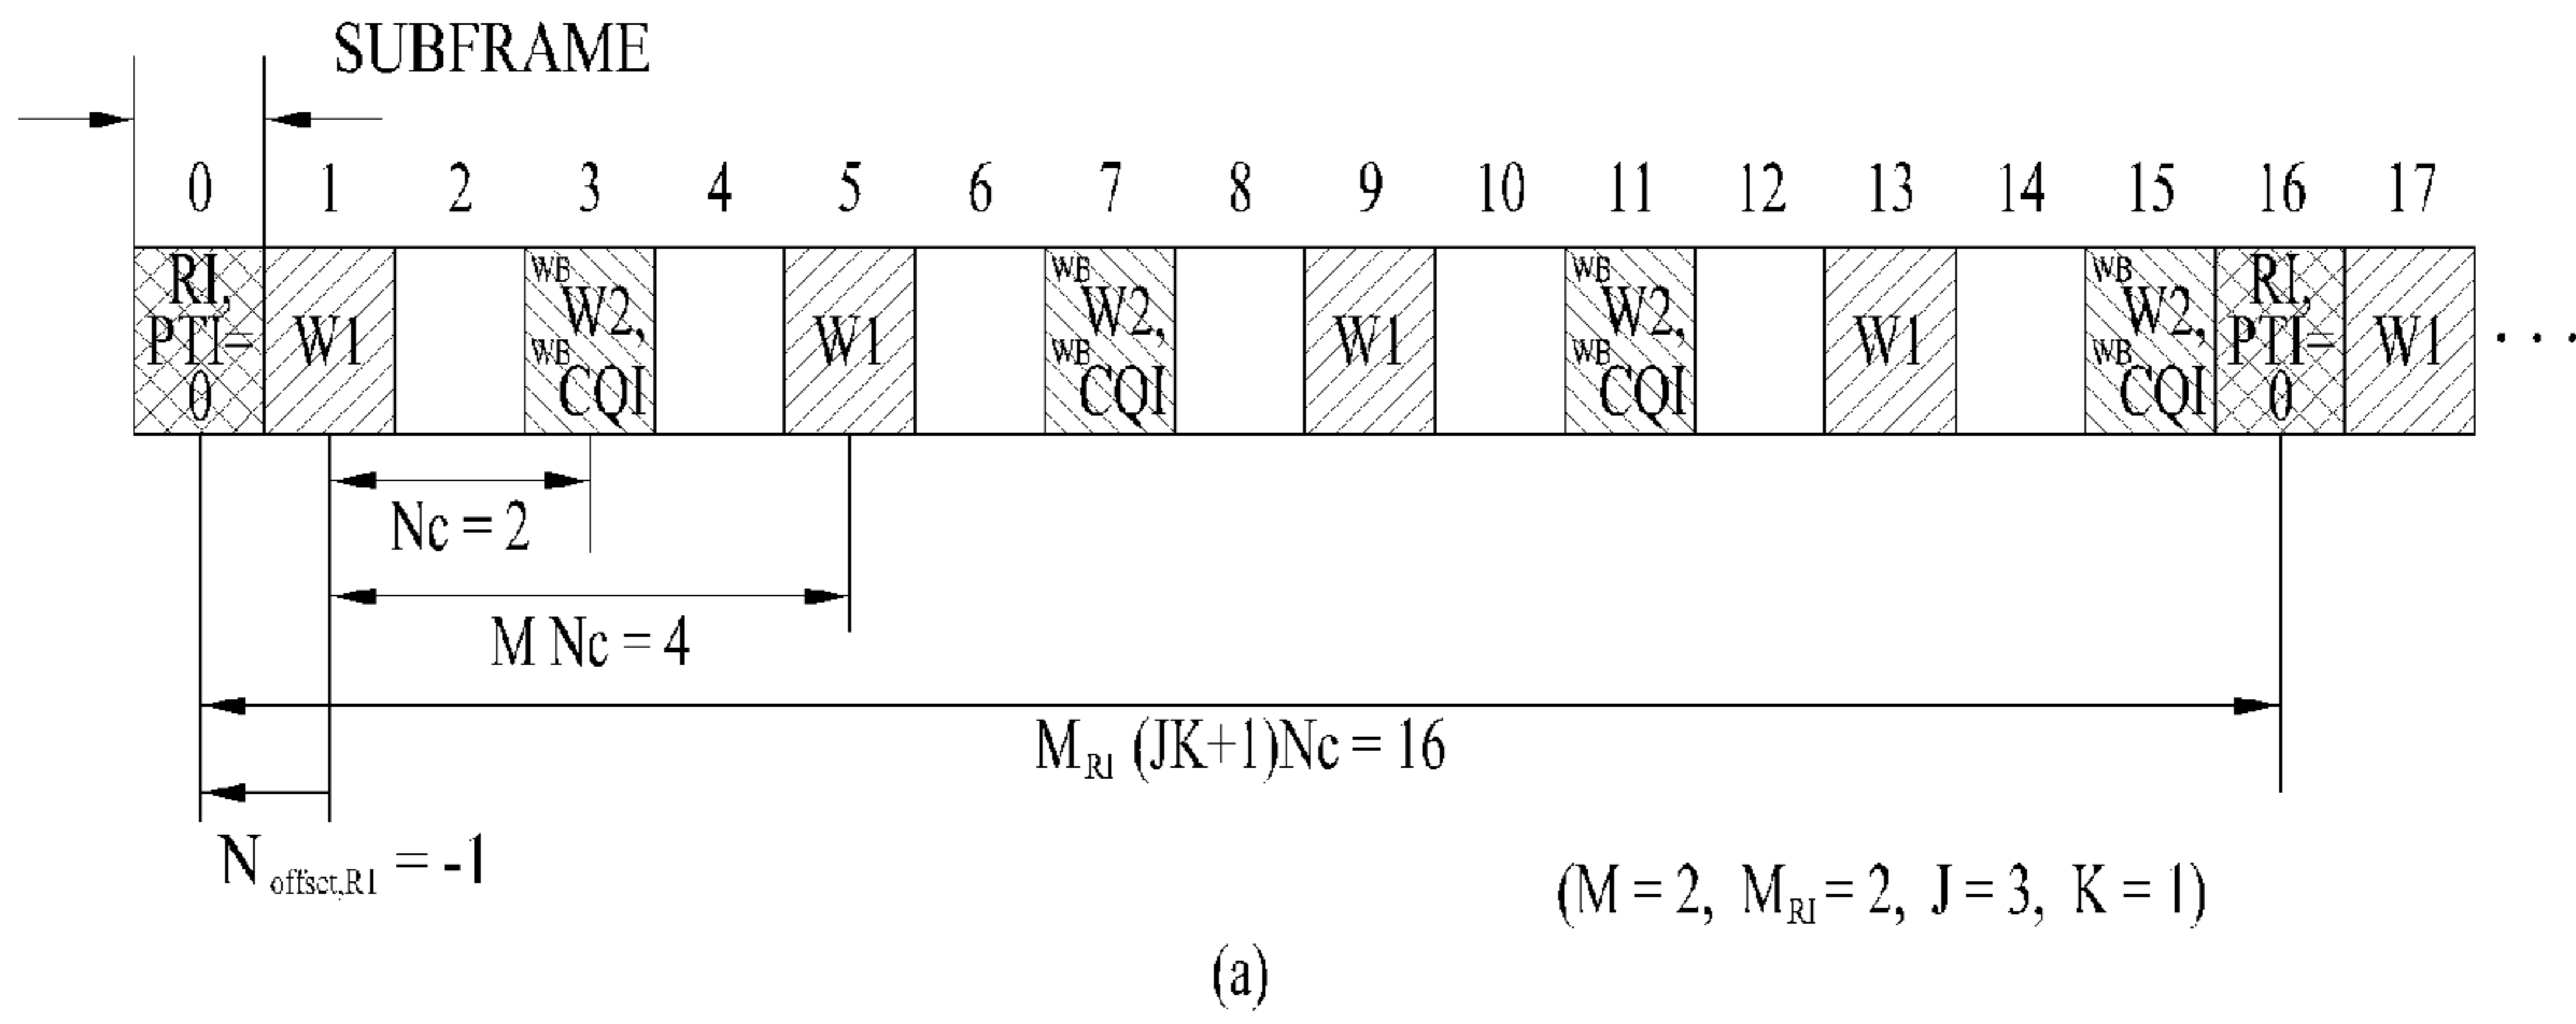 SUBFRAME
0 1 2 3 4 5 6 7 8 9 10 11 12 13 14 15 16 17
RI, PTI= 0
W1
WB W2, WB CQI
W1
WB W2, WB CQI
W1
WB W2, WB CQI
W1
WB W2, WB CQI
RI, PTI= 0
W1
...
Nc = 2
M Nc = 4
M RI (JK+1)Nc = 16
N offset,RI = -1
(M = 2, M RI = 2, J = 3, K = 1)
(a)